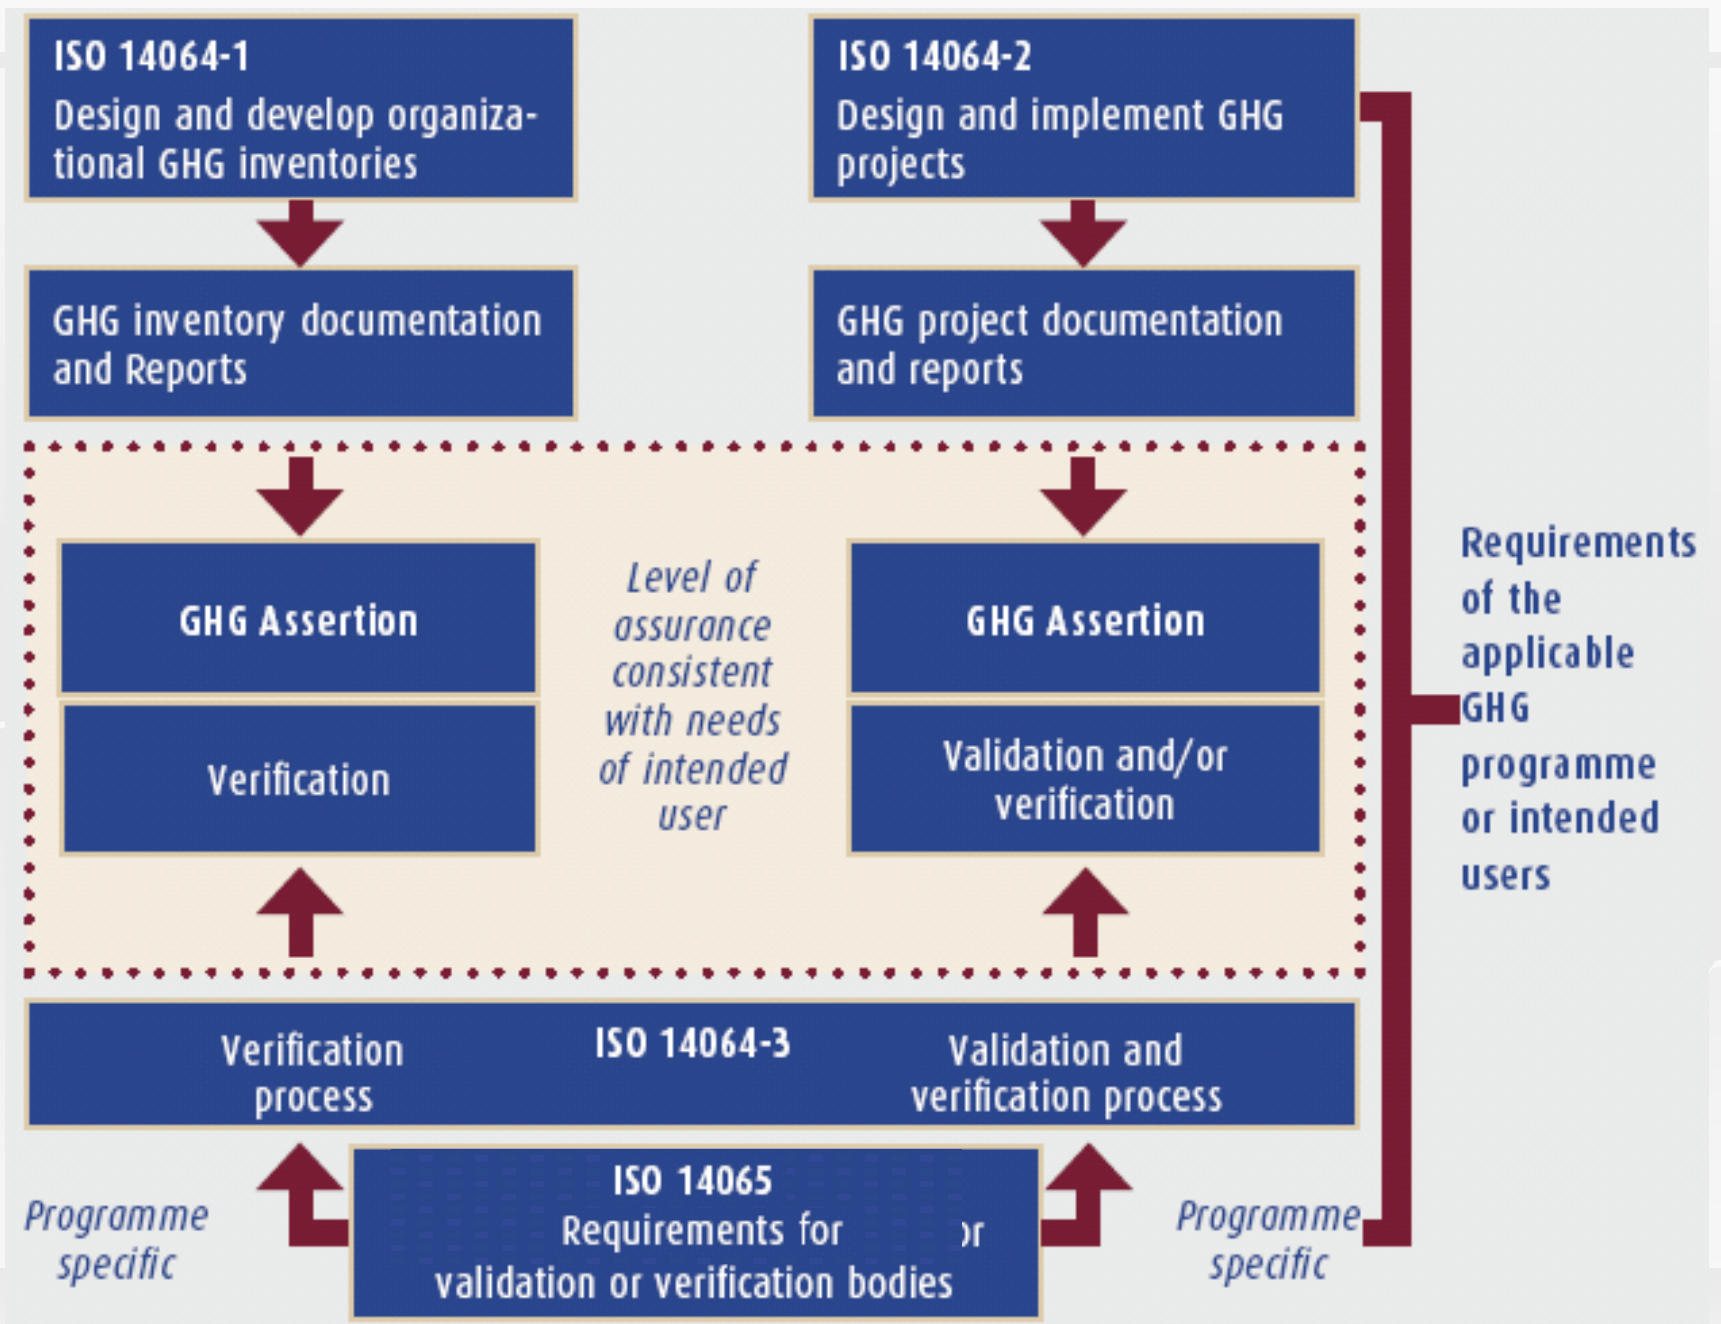 ISO 14064-1
Design and develop organiza-
tional GHG inventories
ISO 14064-2
Design and implement GHG
projects
GHG inventory documentation
and Reports
GHG project documentation
and reports
GHG Assertion
Verification
Level of
assurance
consistent
with needs
of intended
user
GHG Assertion
Validation and/or
verification
Requirements
of the
applicable
GHG
programme
or intended
users
Verification
process
ISO 14064-3
Validation and
verification process
Programme
specific
ISO 14065
Requirements for
validation or verification bodies
Programme
specific